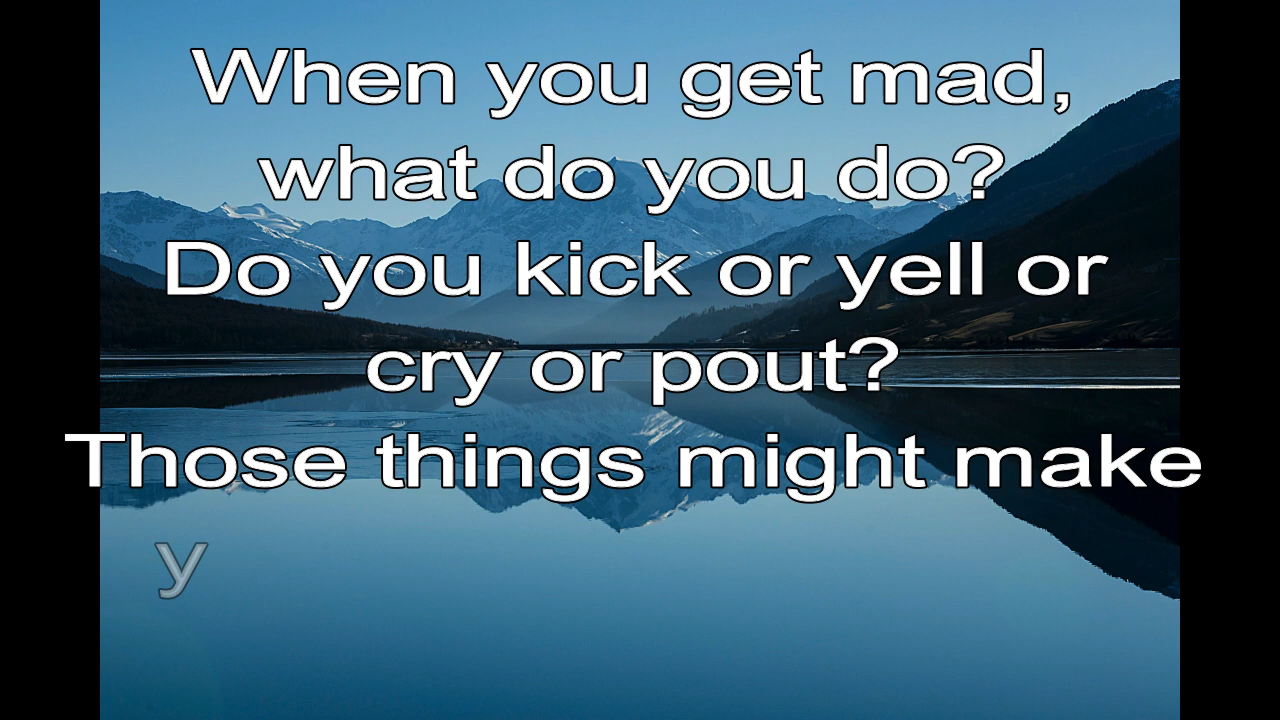 When you get mad,
what do you do?
Do you kick or yell or
cry or pout?
Those things might make
y